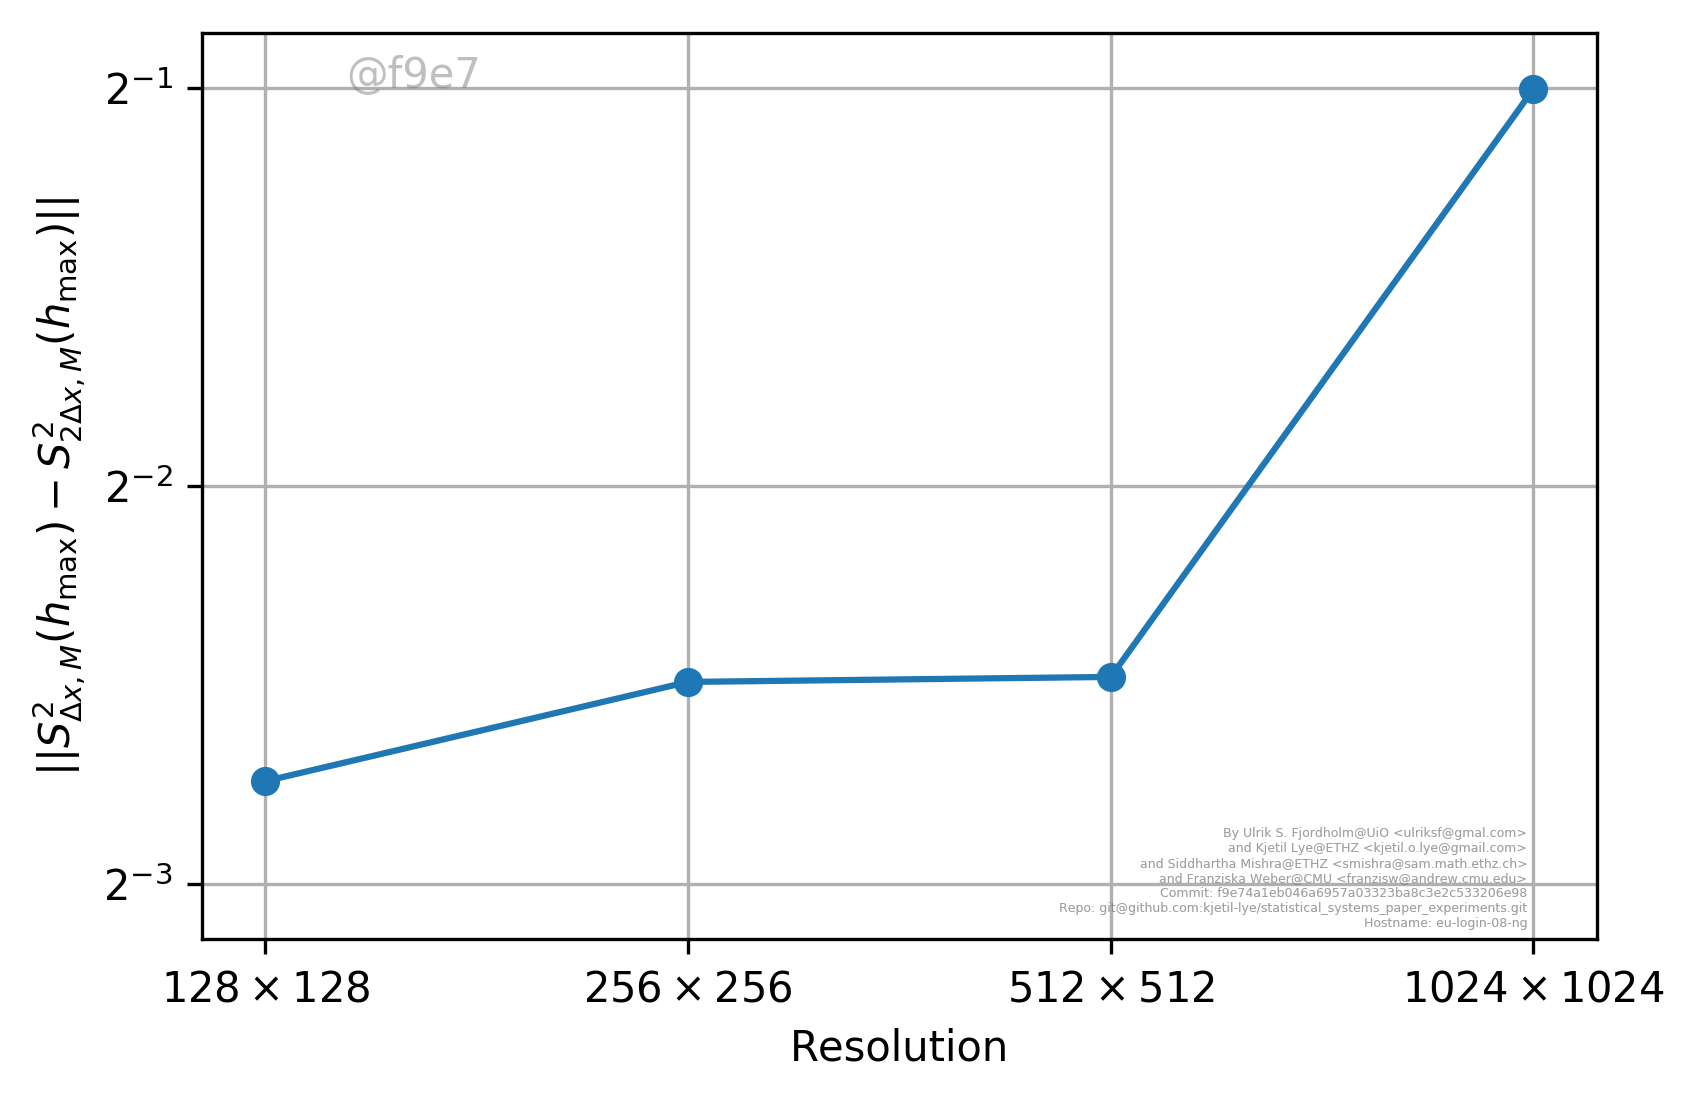 @f9e7
2⁻¹
2⁻²
2⁻³
||S²_{Δx, M}(h_max) − S²_{2Δx, M}(h_max)||
By Ulrik S. Fjordholm@UiO <ulriksf@gmal.com>
and Kjetil Lye@ETHZ <kjetil.o.lye@gmail.com>
and Siddhartha Mishra@ETHZ <smishra@sam.math.ethz.ch>
and Franziska Weber@CMU <franzisw@andrew.cmu.edu>
Commit: f9e74a1eb046a6957a03323ba8c3e2c533206e98
Repo: git@github.com:kjetil-lye/statistical_systems_paper_experiments.git
Hostname: eu-login-08-ng
128 × 128 256 × 256 512 × 512 1024 × 1024
Resolution